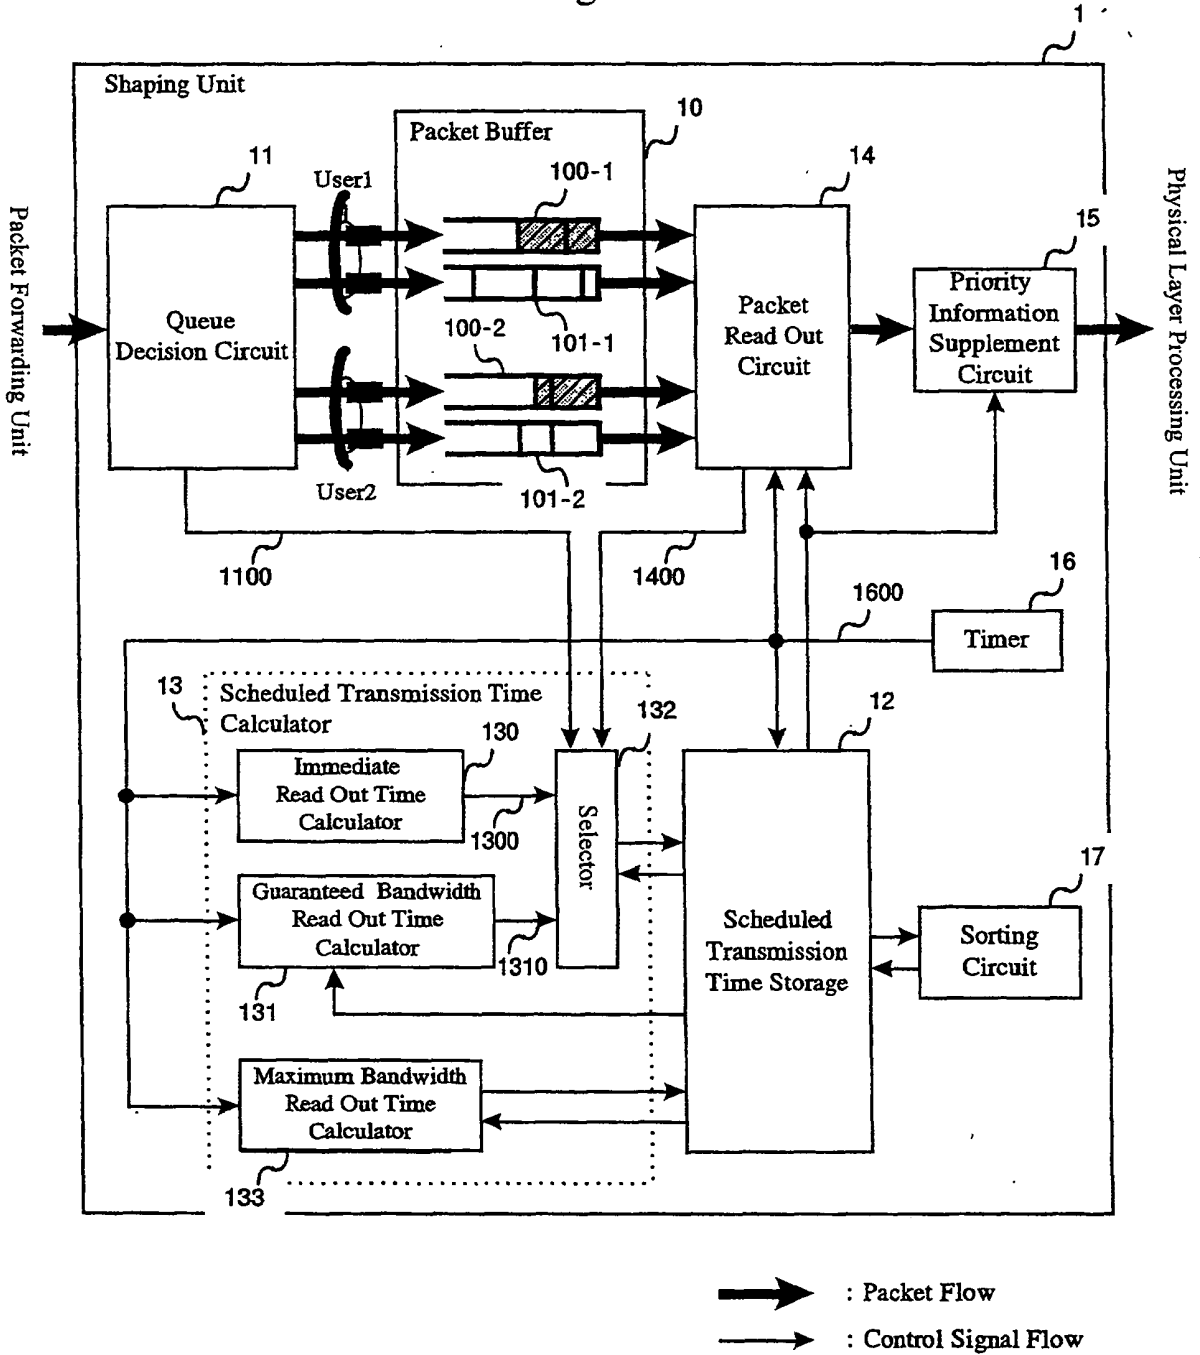 1
Shaping Unit
10
Packet Buffer
11
User1
100-1
14
15
Packet Forwarding Unit
Queue
Decision Circuit
Packet
Read Out
Circuit
Priority
Information
Supplement
Circuit
Physical Layer Processing Unit
100-2
101-1
User2
101-2
1100
1400
16
1600
Timer
13
Scheduled Transmission Time
Calculator
130
132
12
Immediate
Read Out Time
Calculator
1300
Selector
17
Guaranteed Bandwidth
Read Out Time
Calculator
1310
131
Scheduled
Transmission
Time Storage
Sorting
Circuit
Maximum Bandwidth
Read Out Time
Calculator
133
: Packet Flow
: Control Signal Flow